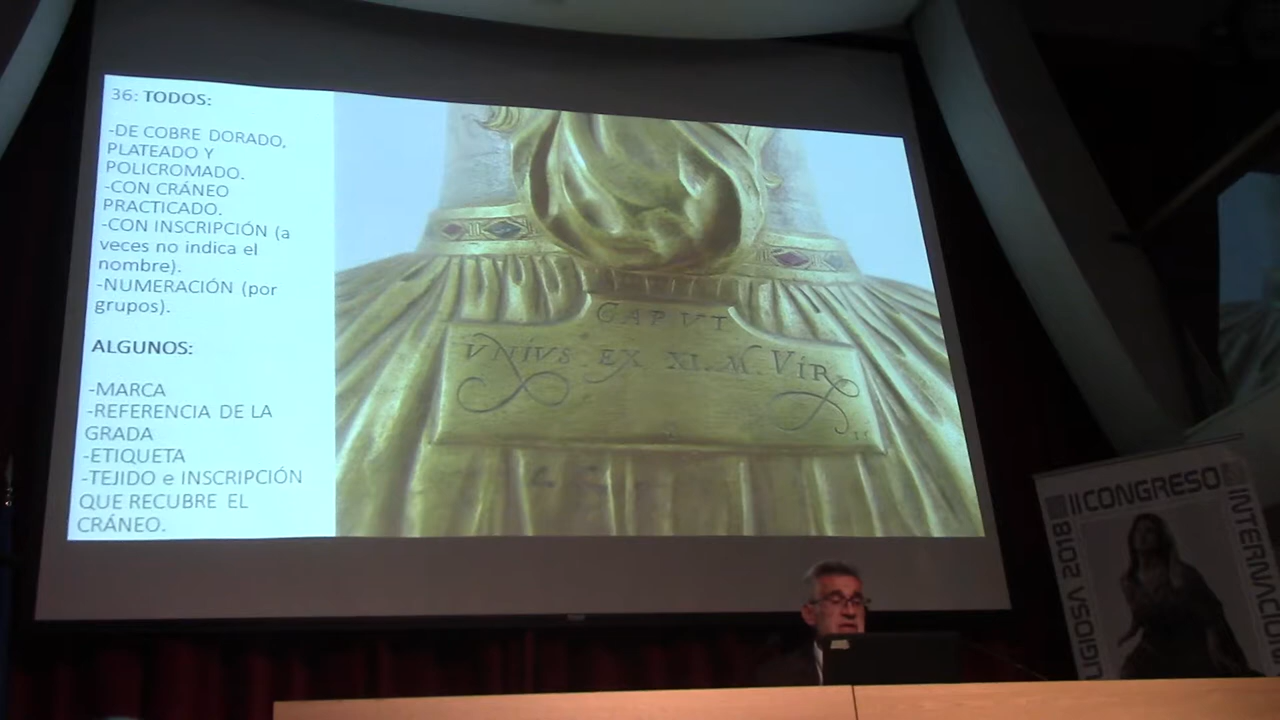 36: TODOS:
-DE COBRE DORADO,
PLATEADO Y
POLICROMADO.
-CON CRÁNEO
PRACTICADO.
-CON INSCRIPCIÓN (a
veces no indica el
nombre).
-NUMERACIÓN (por
grupos).
ALGUNOS:
-MARCA
-REFERENCIA DE LA
GRADA
-ETIQUETA
-TEJIDO e INSCRIPCIÓN
QUE RECUBRE EL
CRÁNEO.
CAPVT
VNIVS EX XI. M. VIR
II CONGRESO
INTERNACION
LIGIOSA 2018